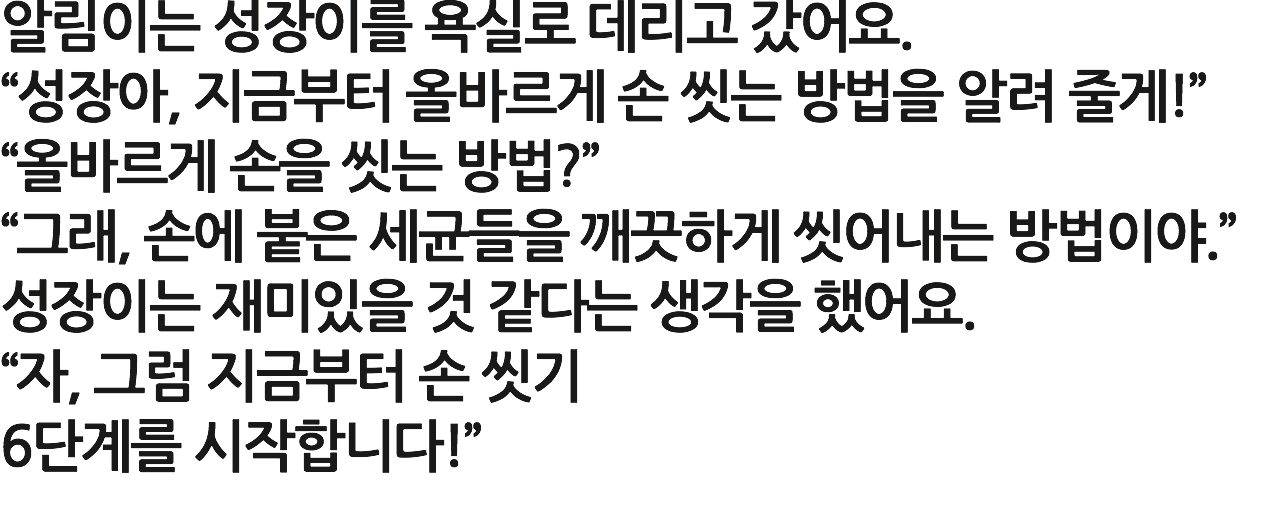 알림이는 성장이를 욕실로 데리고 갔어요.
“성장아, 지금부터 올바르게 손 씻는 방법을 알려 줄게!”
“올바르게 손을 씻는 방법?”
“그래, 손에 붙은 세균들을 깨끗하게 씻어내는 방법이야.”
성장이는 재미있을 것 같다는 생각을 했어요.
“자, 그럼 지금부터 손 씻기
6단계를 시작합니다!”